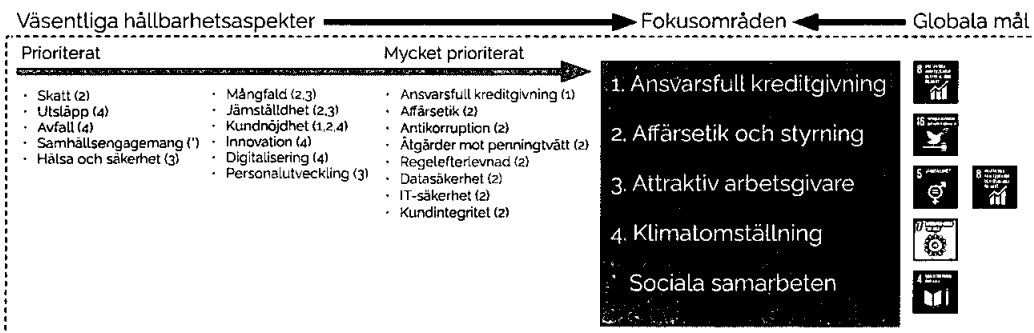 Väsentliga hållbarhetsaspekter
Fokusområden
Globala mål
Prioriterat
Mycket prioriterat
· Skatt (2)
· Utsläpp (4)
· Avfall (4)
· Samhällsengagemang (*)
· Hälsa och säkerhet (3)
· Mångfald (2,3)
· Jämställdhet (2,3)
· Kundnöjdhet (1,2,4)
· Innovation (4)
· Digitalisering (4)
· Personalutveckling (3)
· Ansvarsfull kreditgivning (1)
· Affärsetik (2)
· Antikorruption (2)
· Åtgärder mot penningtvätt (2)
· Regelefterlevnad (2)
· Datasäkerhet (2)
· IT-säkerhet (2)
· Kundintegritet (2)
1. Ansvarsfull kreditgivning
2. Affärsetik och styrning
3. Attraktiv arbetsgivare
4. Klimatomställning
Sociala samarbeten
8
16
5
8
4